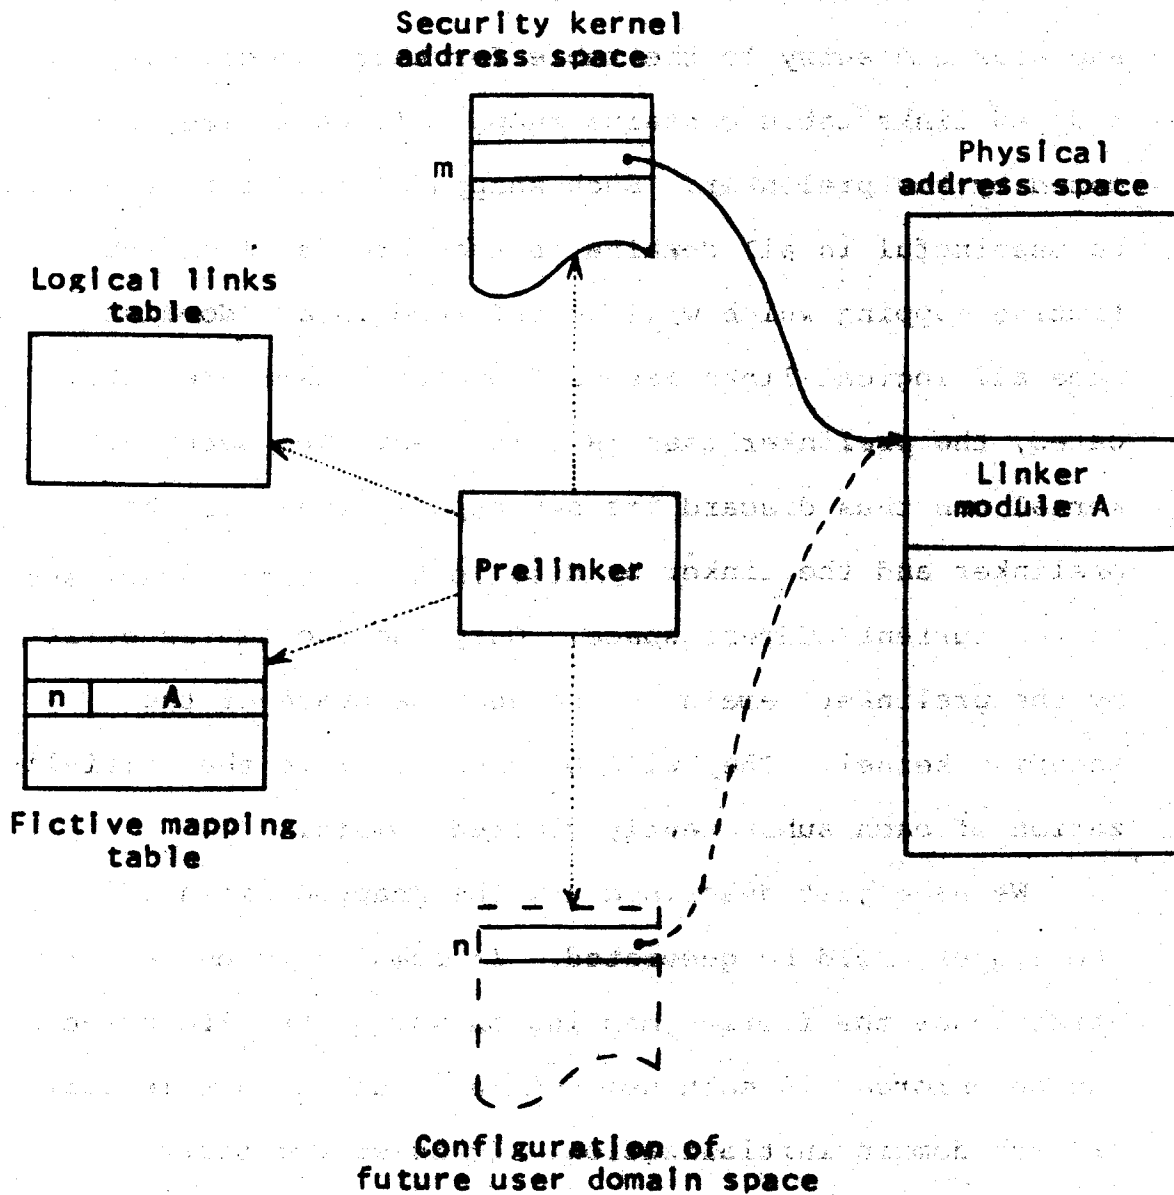 Security kernel
address space
m
Physical
address space
Logical links
table
Linker
module A
Prelinker
n A
Fictive mapping
table
n
Configuration of
future user domain space